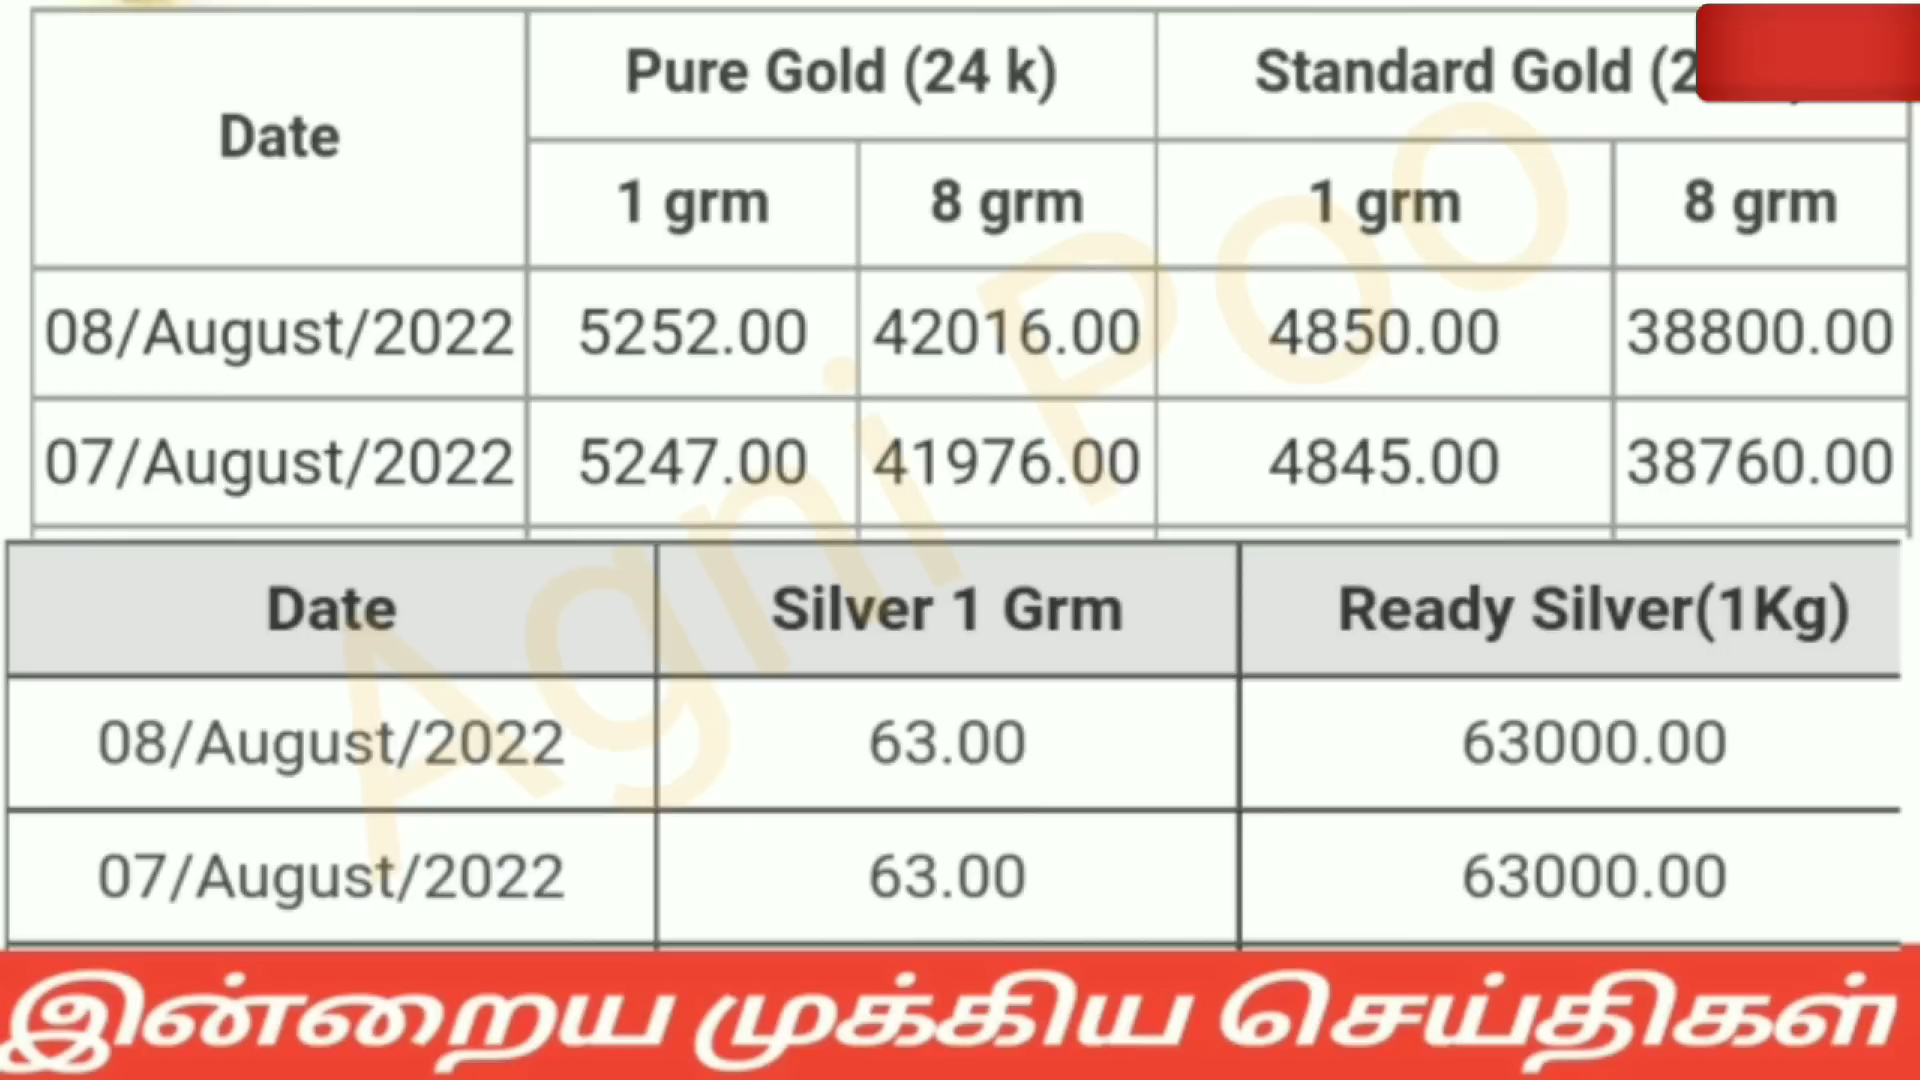 Pure Gold (24 k) Standard Gold (2
Date
1 grm 8 grm 1 grm 8 grm
08/August/2022 5252.00 42016.00 4850.00 38800.00
07/August/2022 5247.00 41976.00 4845.00 38760.00
Date Silver 1 Grm Ready Silver(1Kg)
08/August/2022 63.00 63000.00
07/August/2022 63.00 63000.00
Agni Poo
இன்றைய முக்கிய செய்திகள்